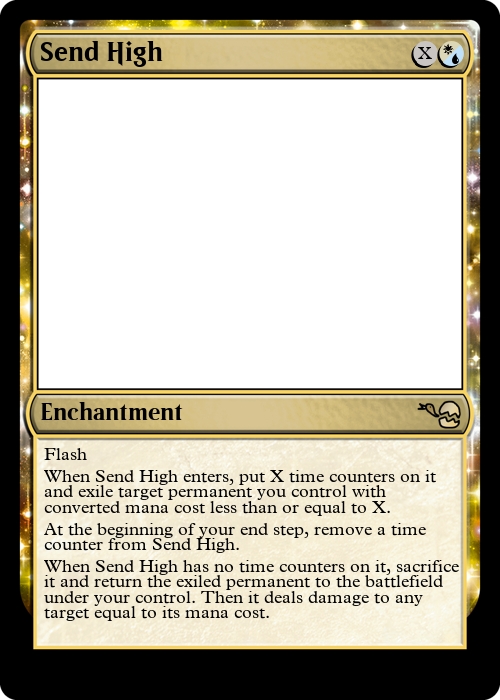 Send High
X
Enchantment
Flash
When Send High enters, put X time counters on it
and exile target permanent you control with
converted mana cost less than or equal to X.
At the beginning of your end step, remove a time
counter from Send High.
When Send High has no time counters on it, sacrifice
it and return the exiled permanent to the battlefield
under your control. Then it deals damage to any
target equal to its mana cost.